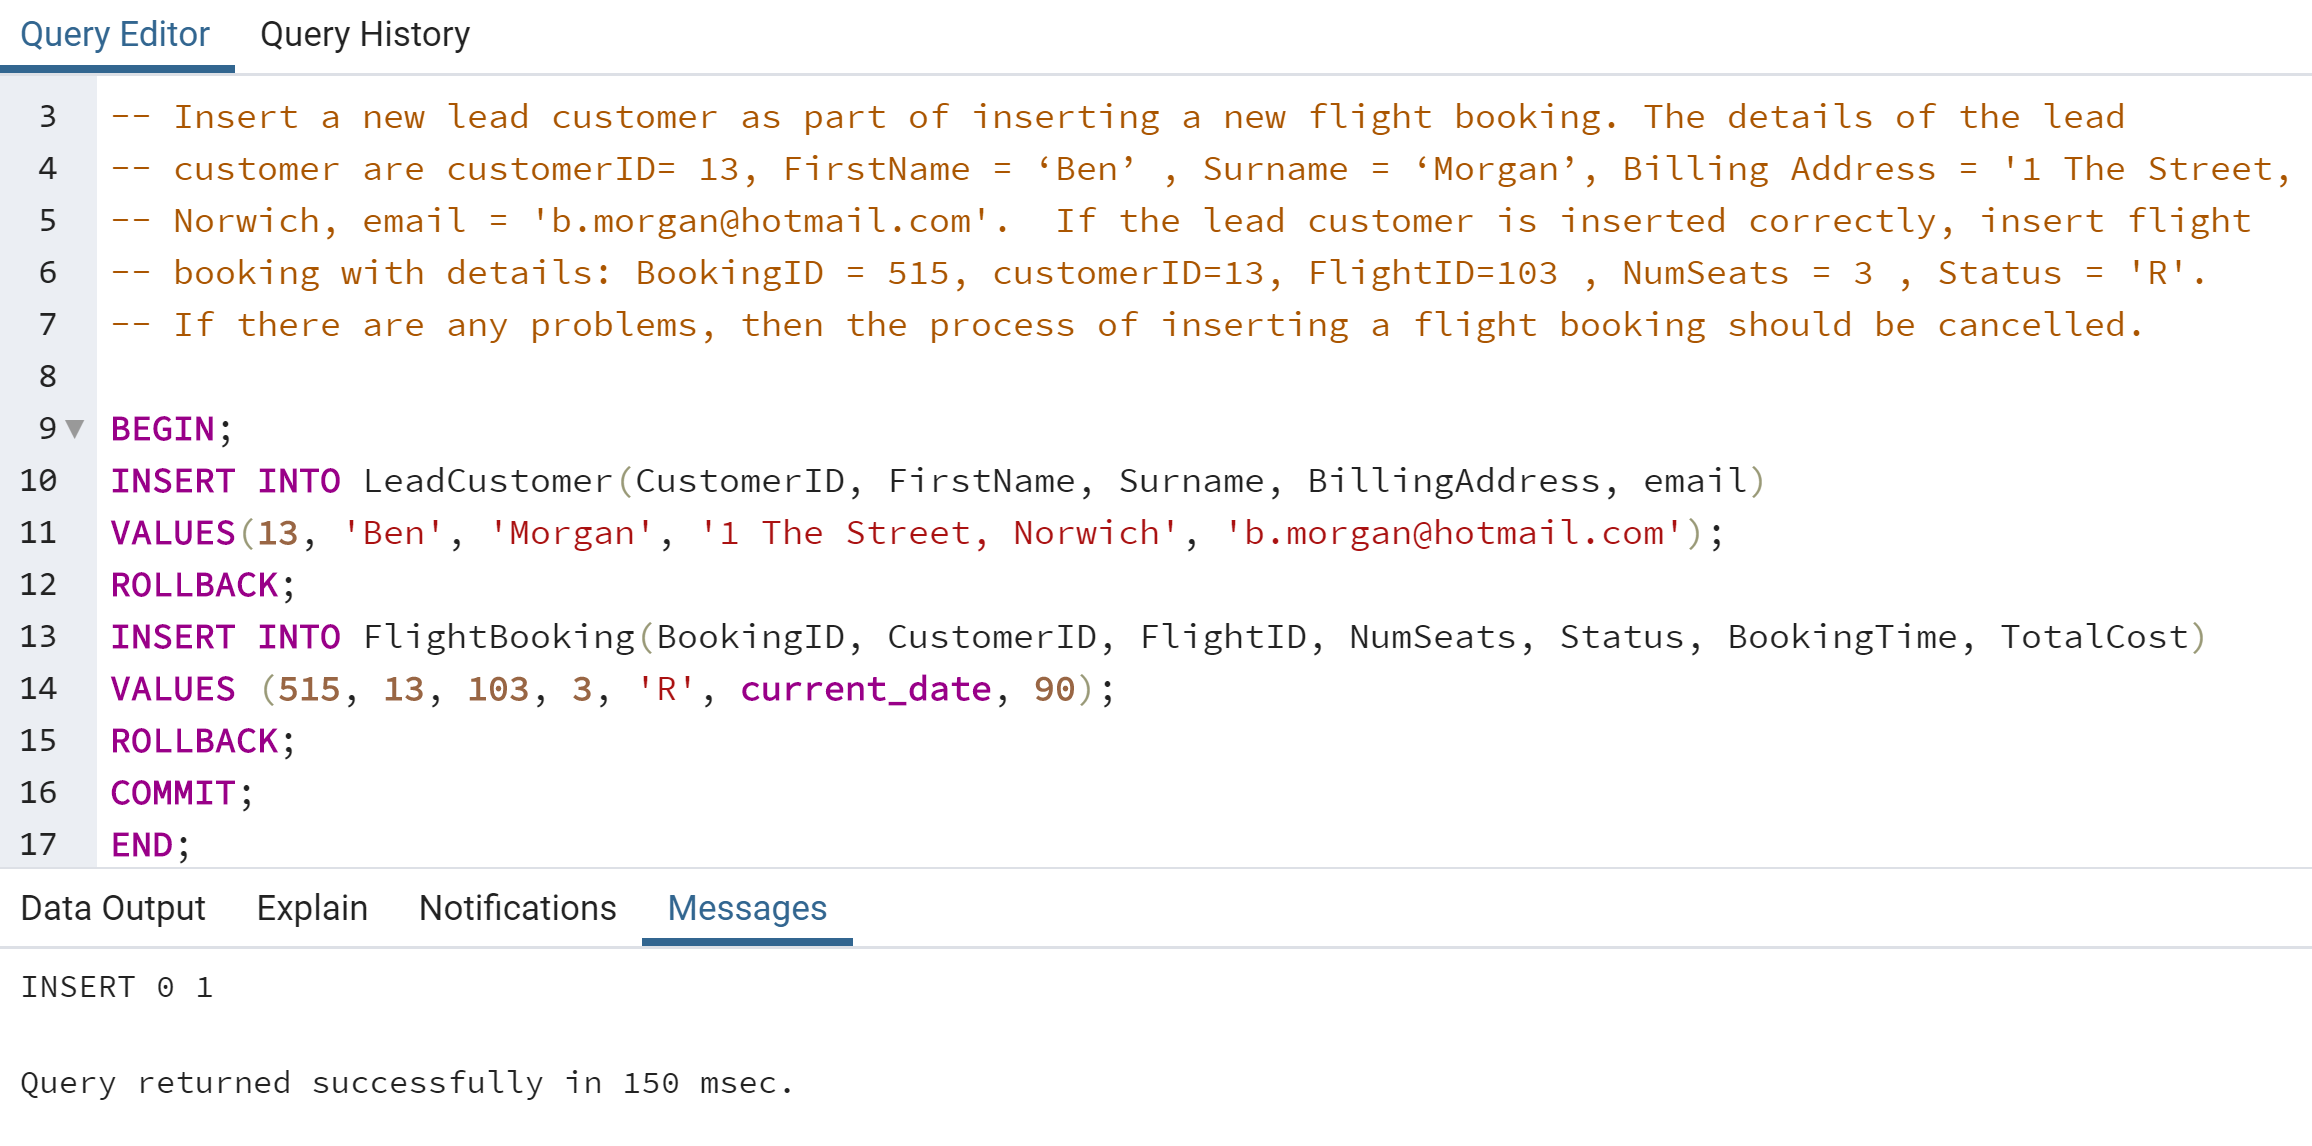 Query Editor Query History
3 -- Insert a new lead customer as part of inserting a new flight booking. The details of the lead
4 -- customer are customerID= 13, FirstName = ‘Ben’ , Surname = ‘Morgan’, Billing Address = '1 The Street,
5 -- Norwich, email = 'b.morgan@hotmail.com'.  If the lead customer is inserted correctly, insert flight
6 -- booking with details: BookingID = 515, customerID=13, FlightID=103 , NumSeats = 3 , Status = 'R'.
7 -- If there are any problems, then the process of inserting a flight booking should be cancelled.
8
9 BEGIN;
10 INSERT INTO LeadCustomer(CustomerID, FirstName, Surname, BillingAddress, email)
11 VALUES(13, 'Ben', 'Morgan', '1 The Street, Norwich', 'b.morgan@hotmail.com');
12 ROLLBACK;
13 INSERT INTO FlightBooking(BookingID, CustomerID, FlightID, NumSeats, Status, BookingTime, TotalCost)
14 VALUES (515, 13, 103, 3, 'R', current_date, 90);
15 ROLLBACK;
16 COMMIT;
17 END;
Data Output Explain Notifications Messages
INSERT 0 1
Query returned successfully in 150 msec.